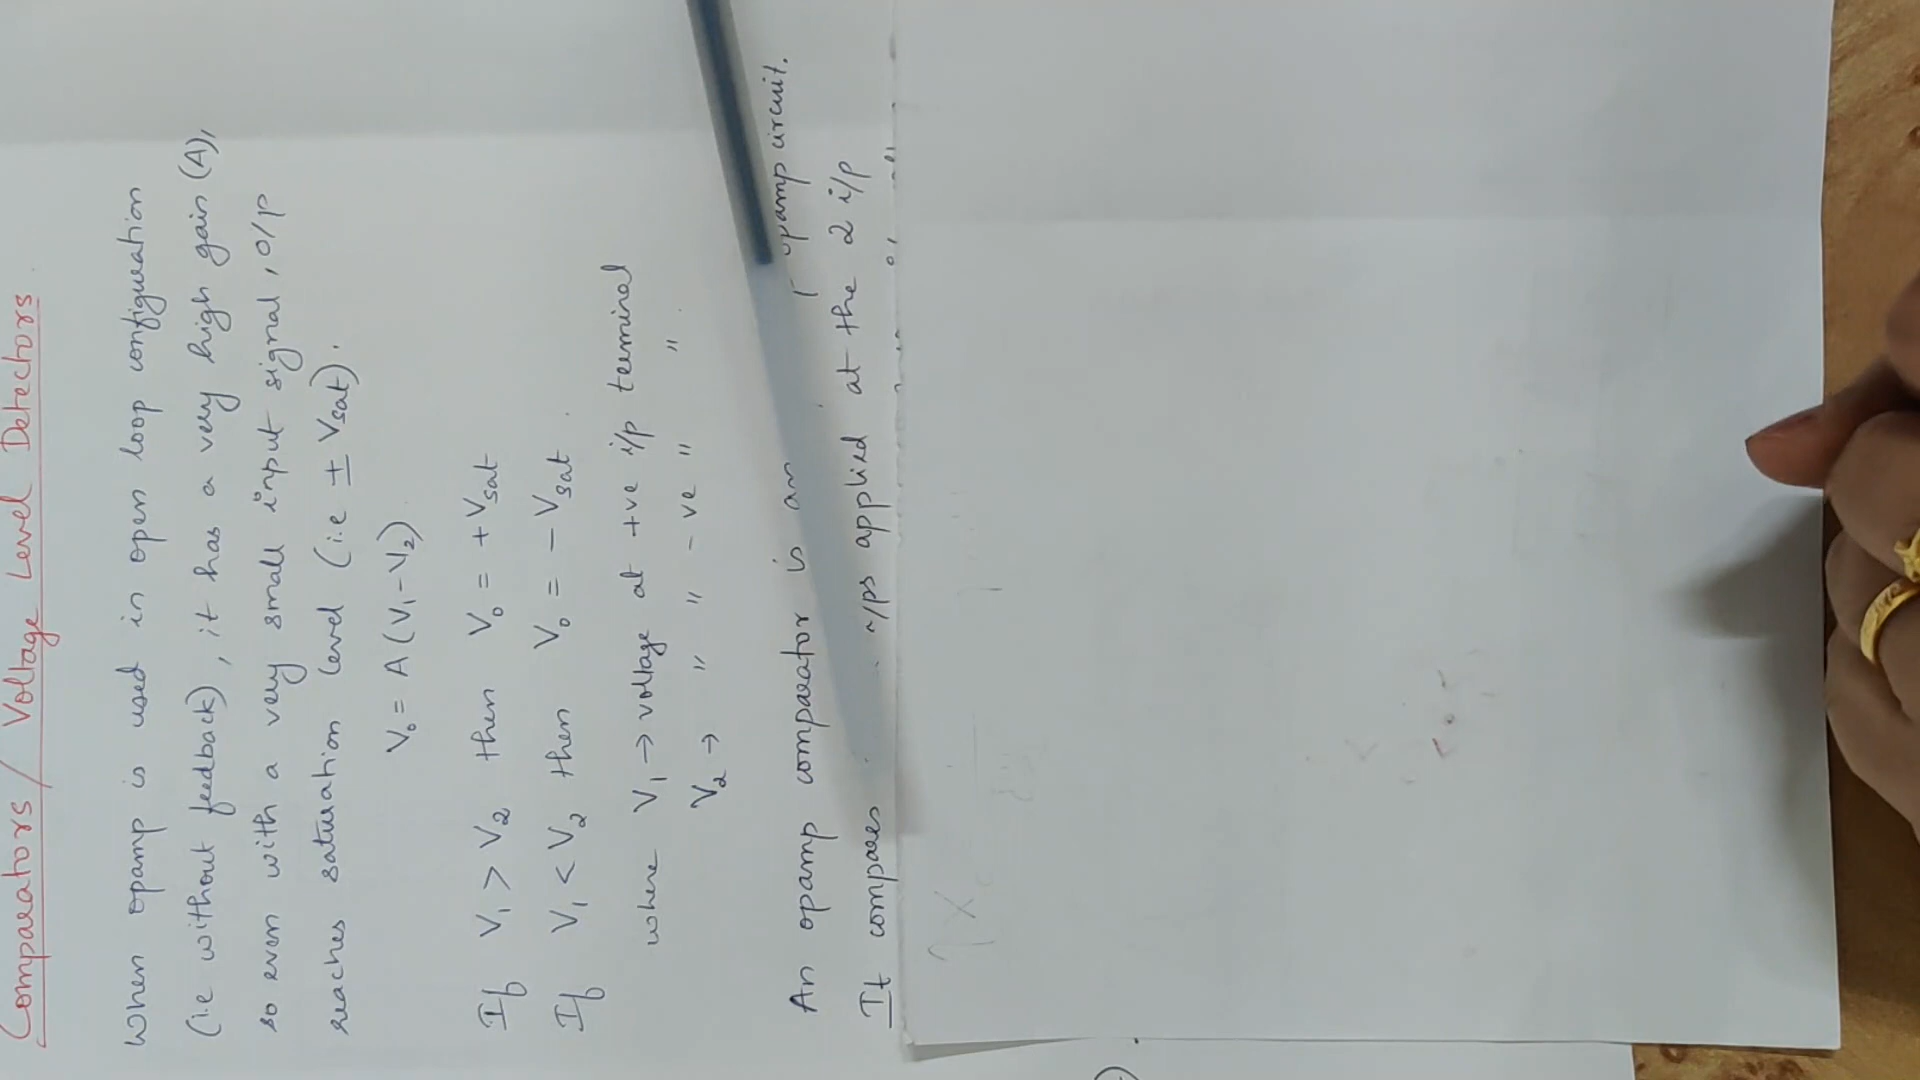 Comparators / Voltage Level Detectors
When opamp is used in open loop configuration
(i.e without feedback), it has a very high gain (A),
so even with a very small input signal, o/p
reaches saturation level (i.e ± Vsat).
V₀ = A (V₁ - V₂)
If V₁ > V₂ then V₀ = + Vsat
If V₁ < V₂ then V₀ = - Vsat.
where V₁ → voltage at +ve i/p terminal
V₂ → " " -ve " "
An opamp comparator is an opamp circuit.
It compares i/ps applied at the 2 i/p